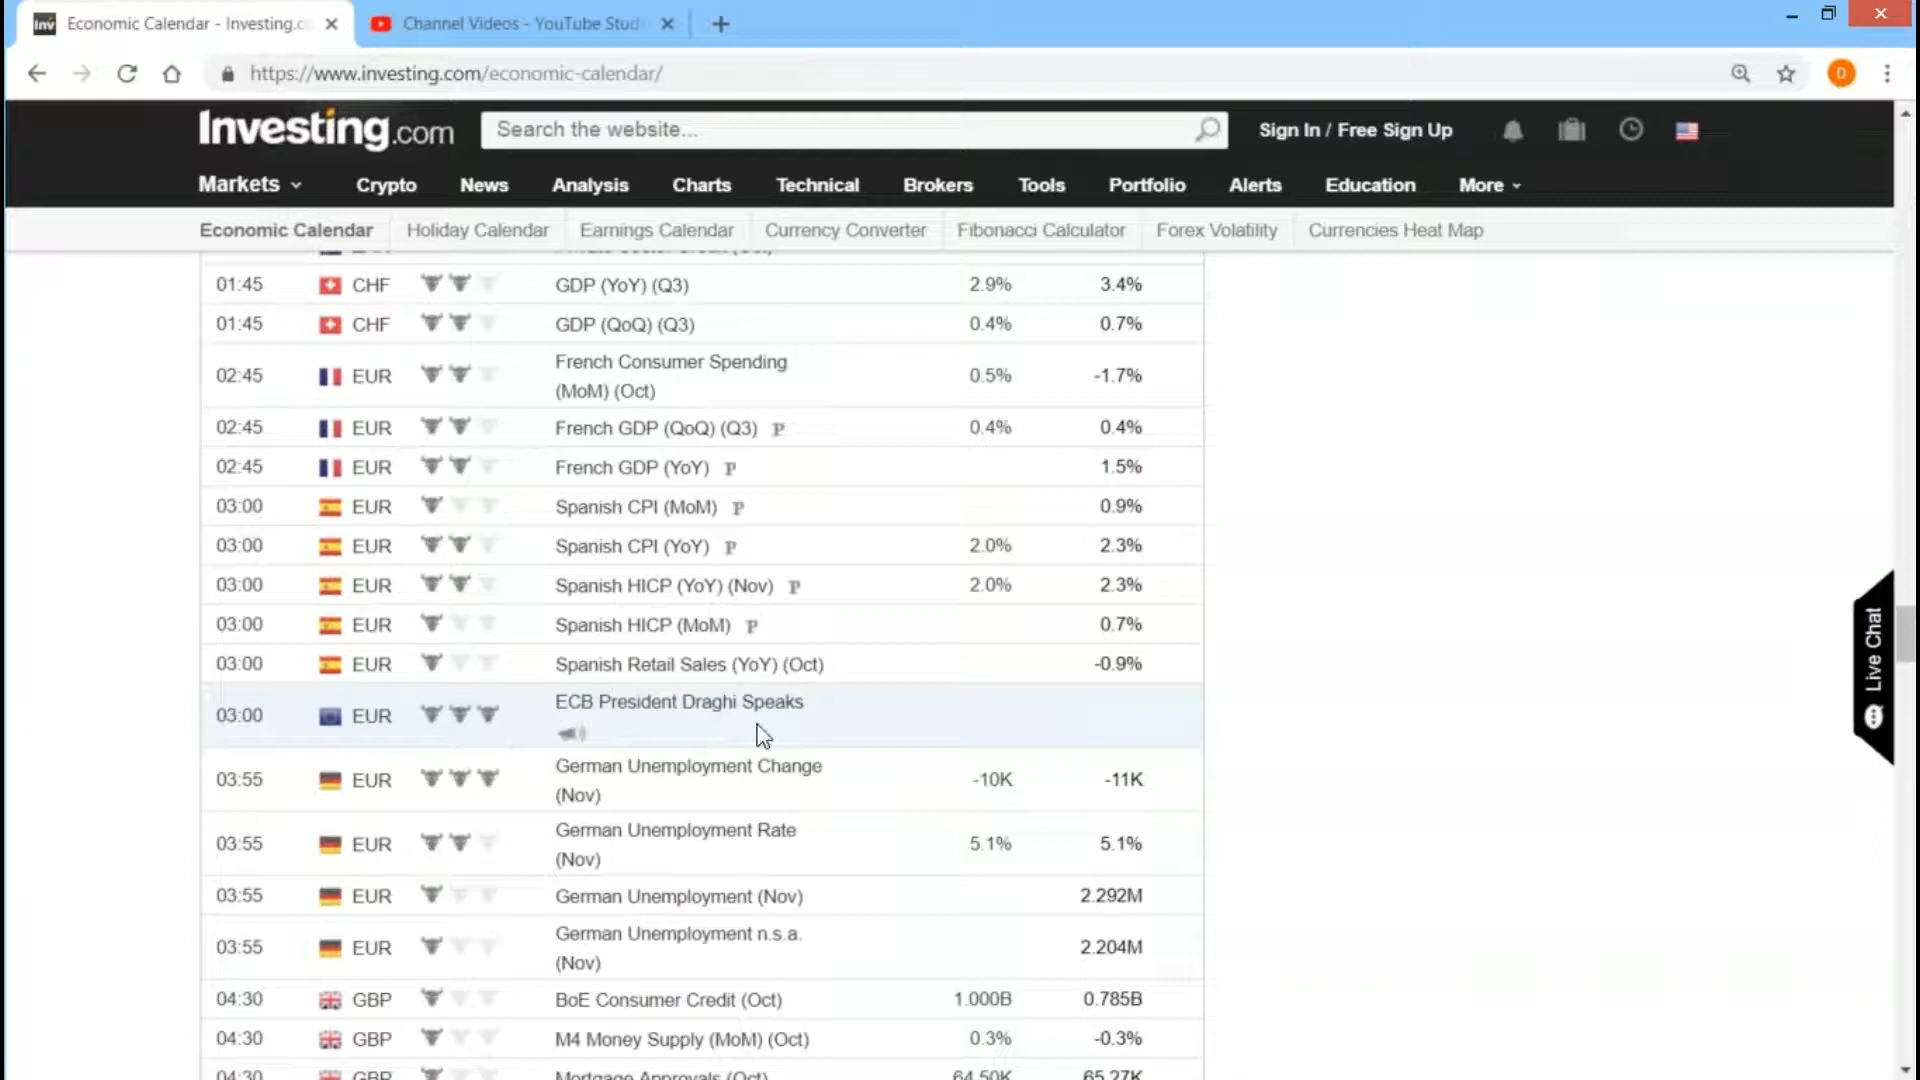 Economic Calendar - Investing.c
Channel Videos - YouTube Stud
https://www.investing.com/economic-calendar/
D
Investing.com
Search the website...
Sign In / Free Sign Up
Markets Crypto News Analysis Charts Technical Brokers Tools Portfolio Alerts Education More
Economic Calendar Holiday Calendar Earnings Calendar Currency Converter Fibonacci Calculator Forex Volatility Currencies Heat Map
01:45 CHF GDP (YoY) (Q3) 2.9% 3.4%
01:45 CHF GDP (QoQ) (Q3) 0.4% 0.7%
02:45 EUR French Consumer Spending
(MoM) (Oct) 0.5% -1.7%
02:45 EUR French GDP (QoQ) (Q3) P 0.4% 0.4%
02:45 EUR French GDP (YoY) P 1.5%
03:00 EUR Spanish CPI (MoM) P 0.9%
03:00 EUR Spanish CPI (YoY) P 2.0% 2.3%
03:00 EUR Spanish HICP (YoY) (Nov) P 2.0% 2.3%
03:00 EUR Spanish HICP (MoM) P 0.7%
03:00 EUR Spanish Retail Sales (YoY) (Oct) -0.9%
03:00 EUR ECB President Draghi Speaks
03:55 EUR German Unemployment Change
(Nov) -10K -11K
03:55 EUR German Unemployment Rate
(Nov) 5.1% 5.1%
03:55 EUR German Unemployment (Nov) 2.292M
03:55 EUR German Unemployment n.s.a.
(Nov) 2.204M
04:30 GBP BoE Consumer Credit (Oct) 1.000B 0.785B
04:30 GBP M4 Money Supply (MoM) (Oct) 0.3% -0.3%
04:30 GBP Mortgage Approvals (Oct) 64.50K 65.27K
Live Chat